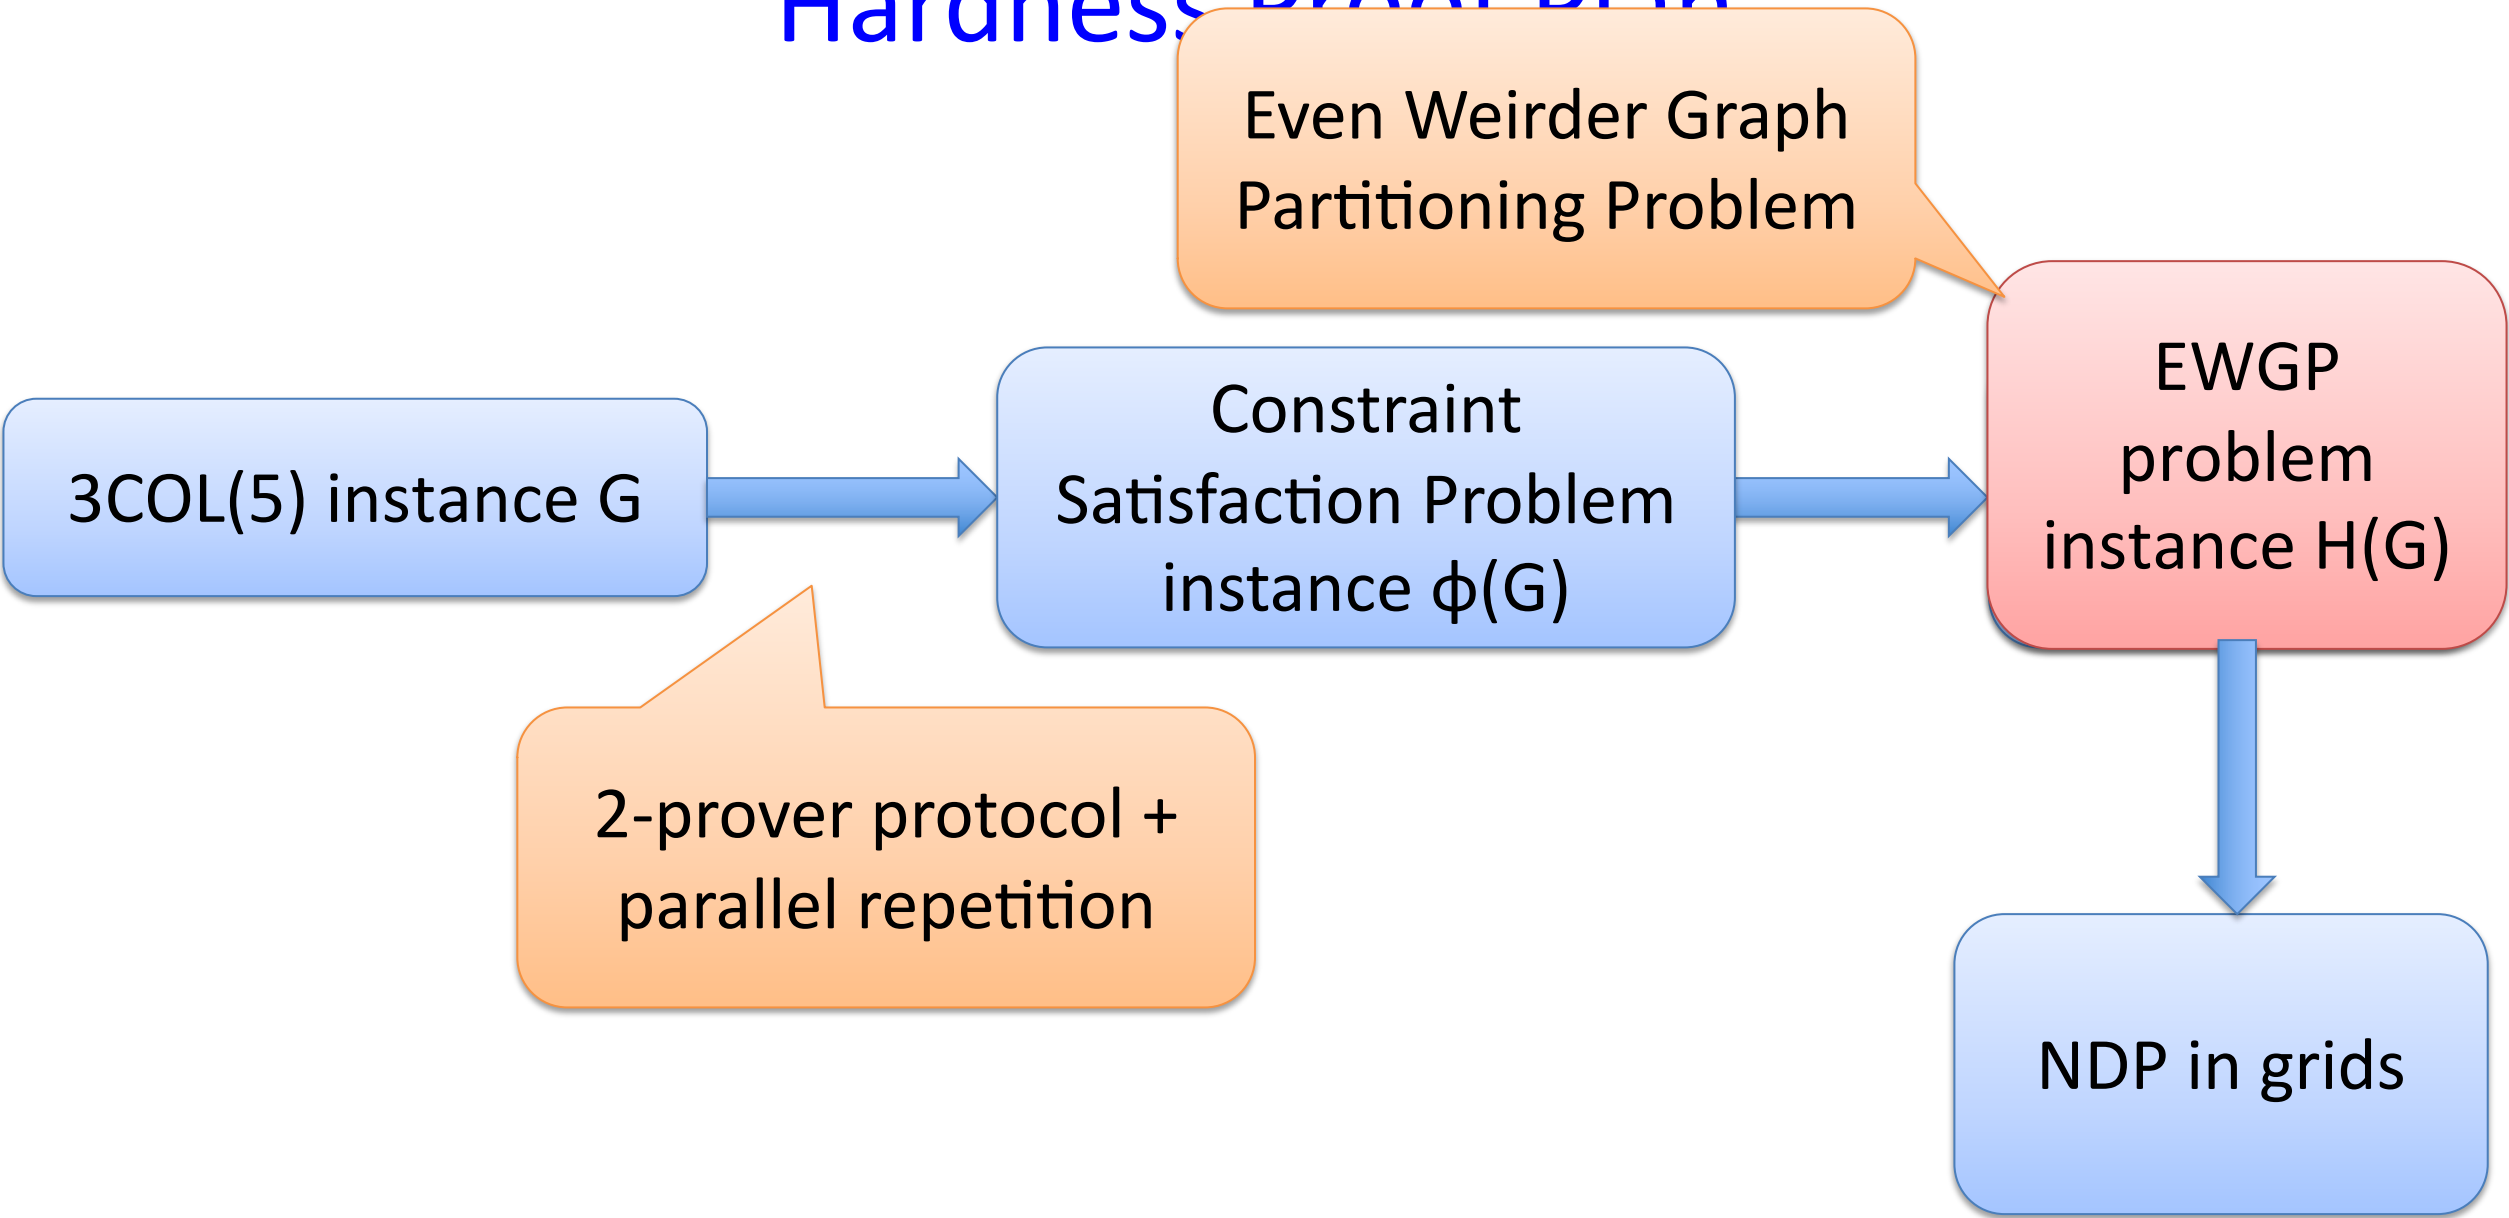 Hardness
Even Weirder Graph
Partitioning Problem
3COL(5) instance G
Constraint
Satisfaction Problem
instance ϕ(G)
EWGP
problem
instance H(G)
2-prover protocol +
parallel repetition
NDP in grids